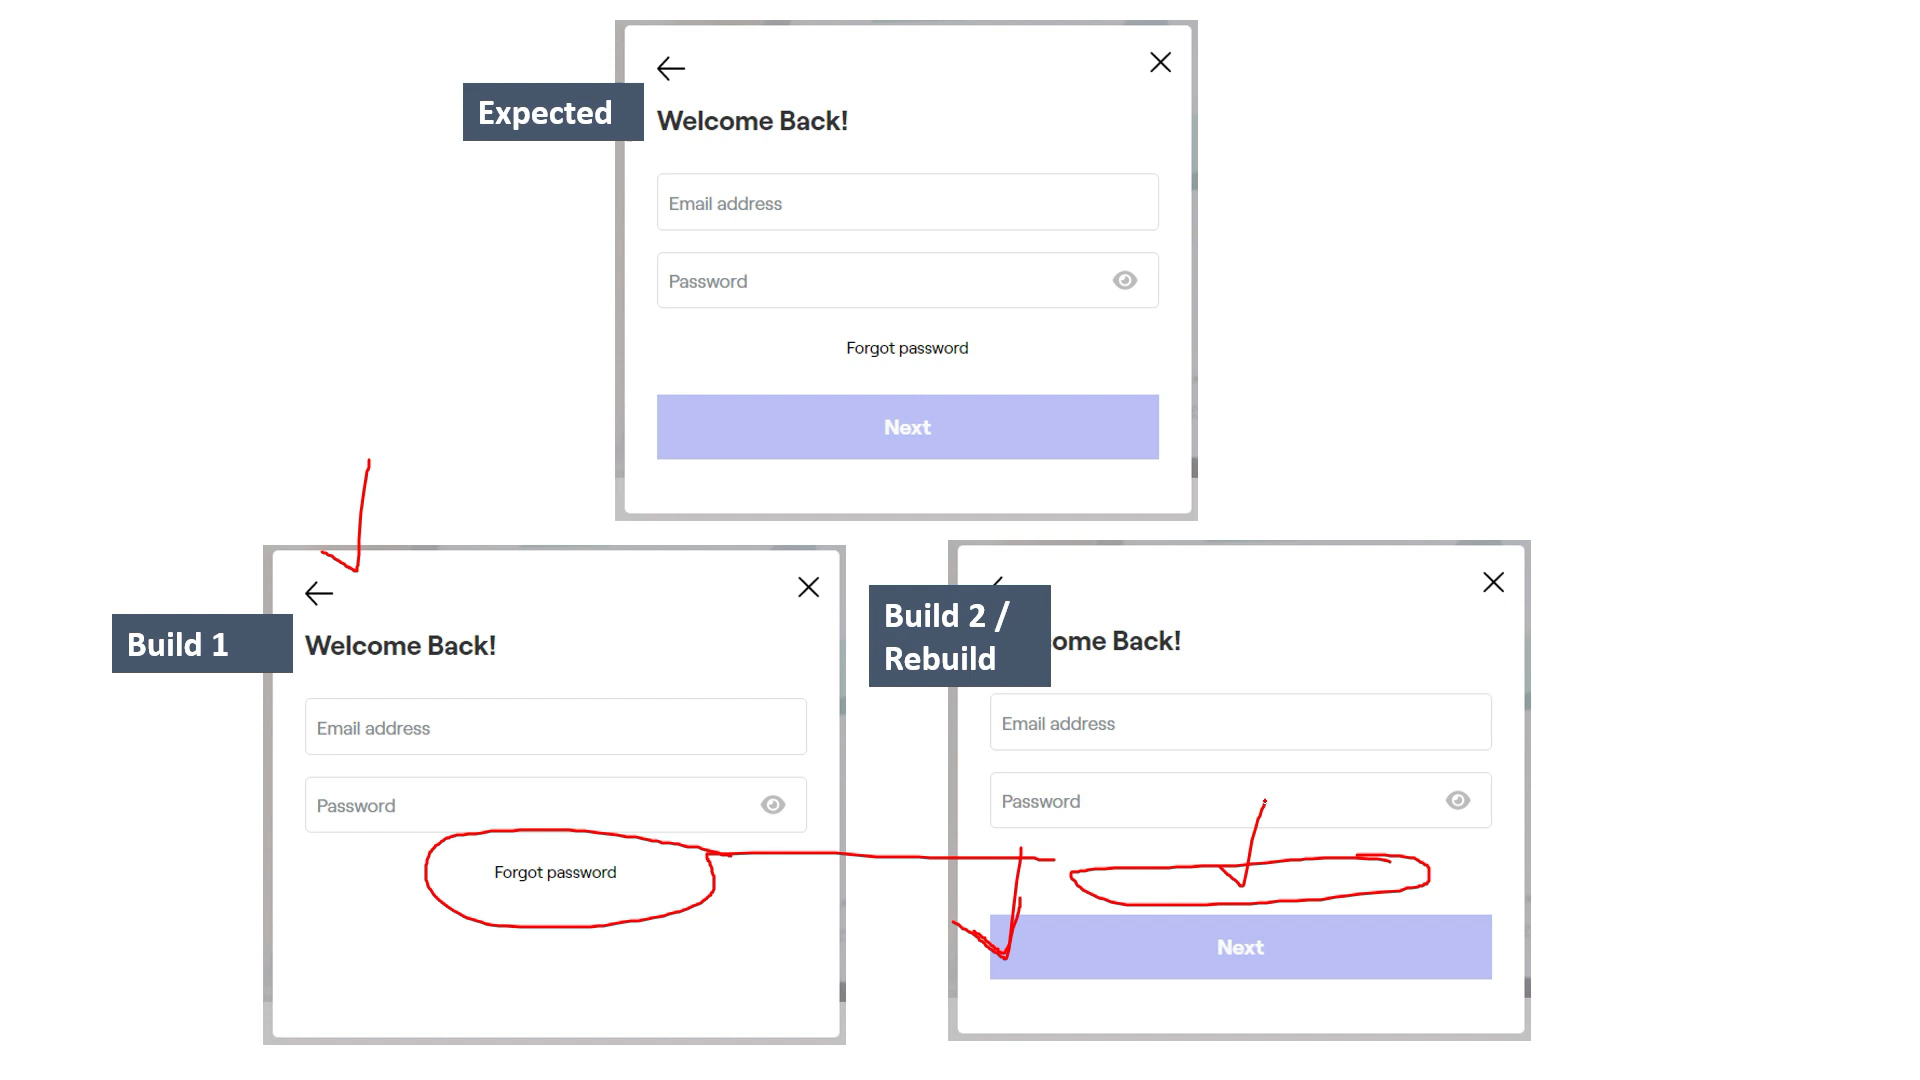 Expected
Welcome Back!
Email address
Password
Forgot password
Next
Build 1
Welcome Back!
Email address
Password
Forgot password
Build 2 /
Rebuild
ome Back!
Email address
Password
Next